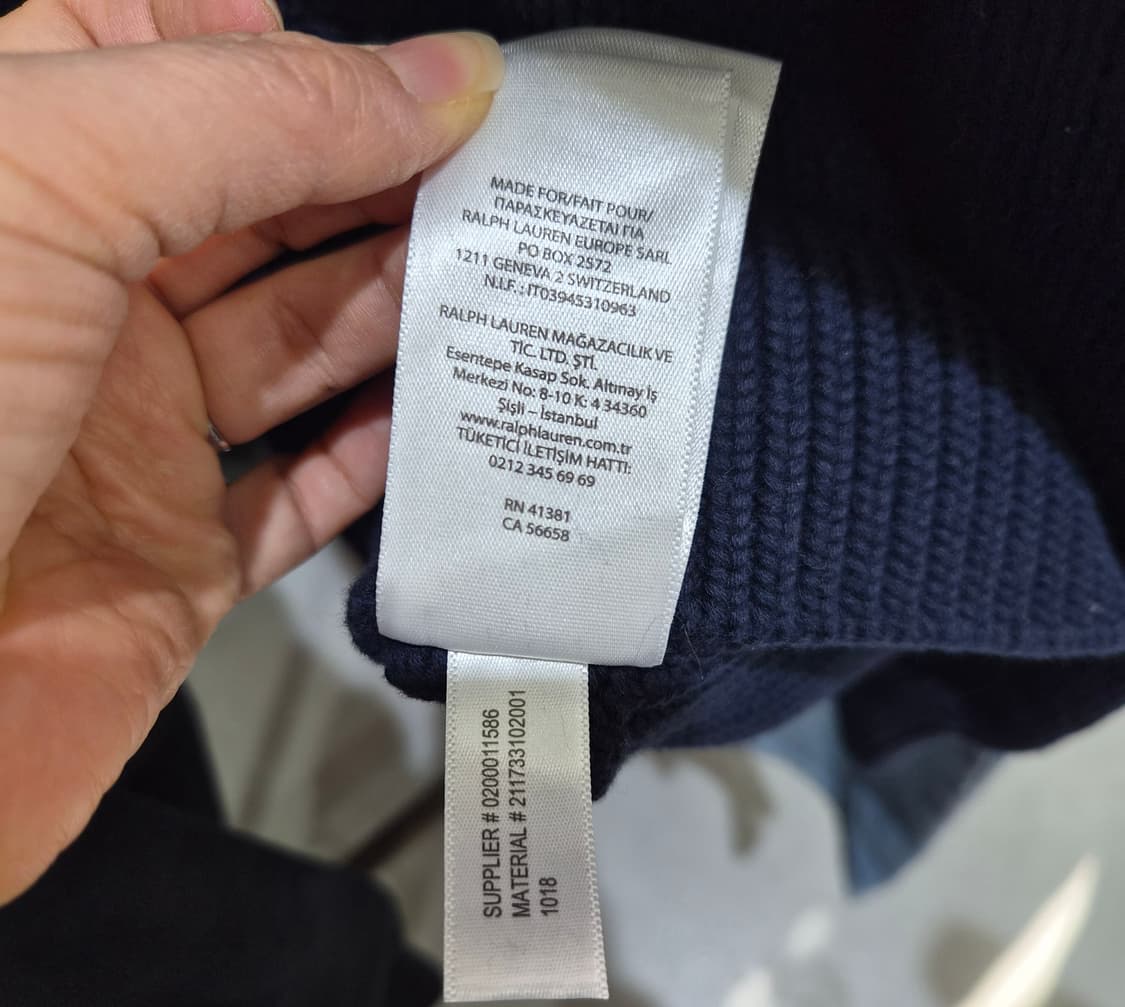 MADE FOR/FAIT POUR/
ΠΑΡΑΣΚΕΥΑΖΕΤΑΙ ΓΙΑ
RALPH LAUREN EUROPE SARL
PO BOX 2572
1211 GENEVA 2 SWITZERLAND
N.I.F. : IT03945310963
RALPH LAUREN MAĞAZACILIK VE
TİC. LTD. ŞTİ.
Esentepe Kasap Sok. Altınay İş
Merkezi No: 8-10 K: 4 34360
Şişli – İstanbul
www.ralphlauren.com.tr
TÜKETİCİ İLETİŞİM HATTI:
0212 345 69 69
RN 41381
CA 56658
SUPPLIER # 0200011586
MATERIAL # 211733102001
1018